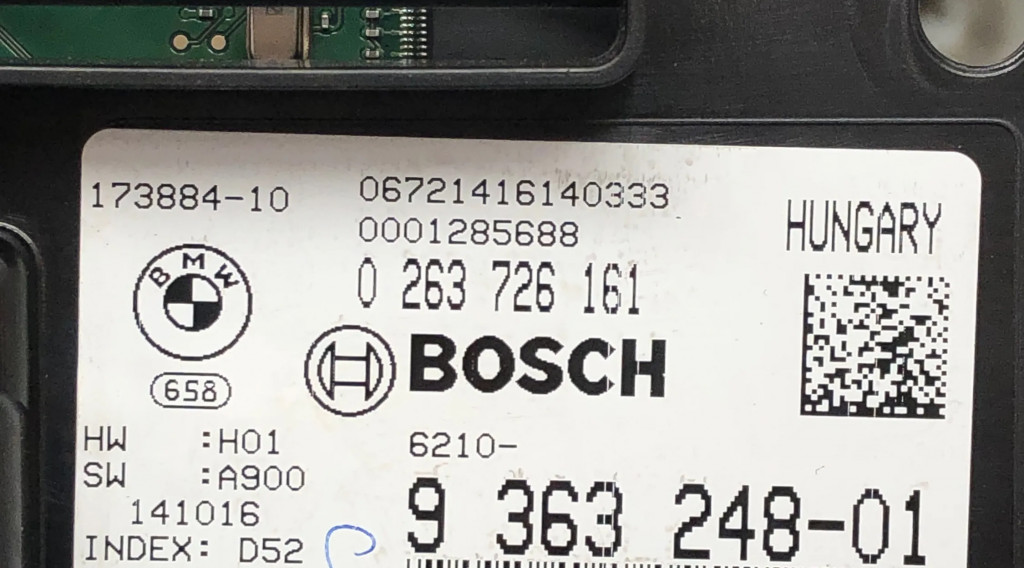 173884-10
06721416140333
0001285688
HUNGARY
0 263 726 161
BMW
BOSCH
658
HW :H01
6210-
SW :A900
9 363 248-01
141016
INDEX: D52